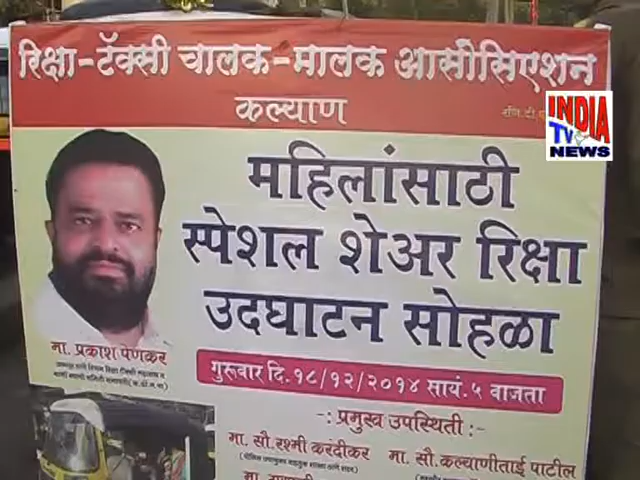 रिक्षा-टॅक्सी चालक-मालक आसोसिएशन
कल्याण
INDIA
TV
NEWS
महिलांसाठी
स्पेशल शेअर रिक्षा
उदघाटन सोहळा
मा. प्रकाश पेणकर
गुरूवार दि.१८/१२/२०१४ सायं.५ वाजता
-: प्रमुख उपस्थिती :-
मा. सौ.रश्मी करंदीकर
मा. सौ.कल्याणीताई पाटील